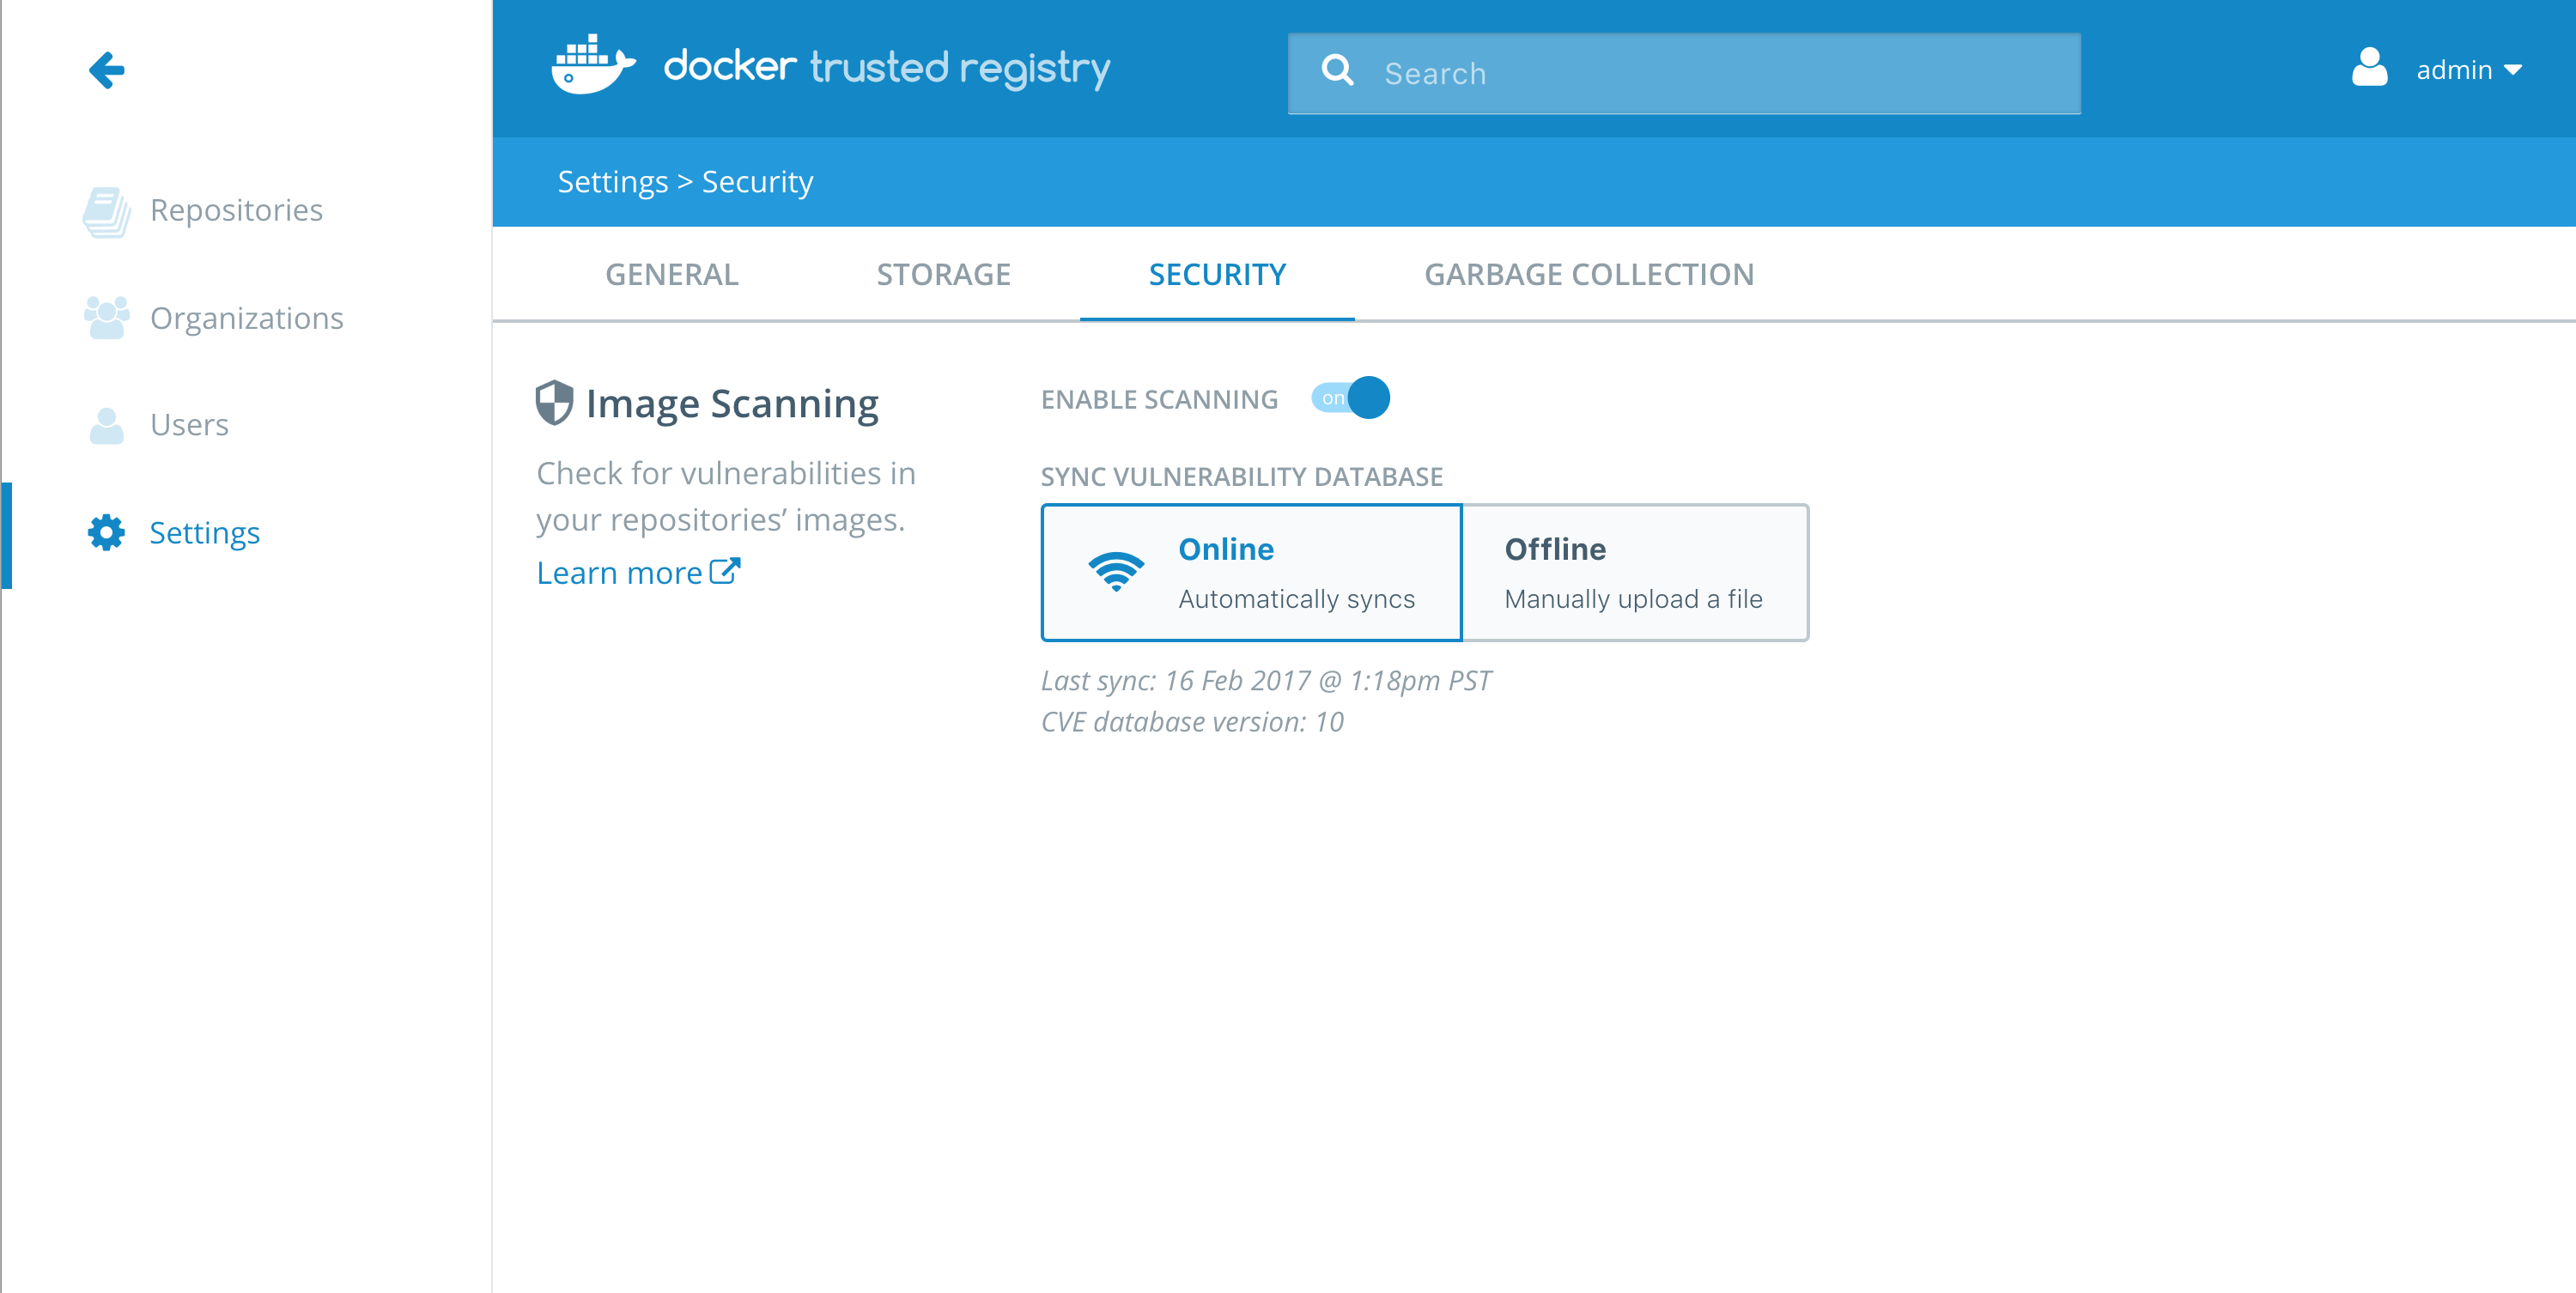 docker trusted registry
Search
admin
Settings > Security
Repositories
Organizations
Users
Settings
GENERAL
STORAGE
SECURITY
GARBAGE COLLECTION
Image Scanning
Check for vulnerabilities in
your repositories’ images.
Learn more
ENABLE SCANNING
on
SYNC VULNERABILITY DATABASE
Online
Automatically syncs
Offline
Manually upload a file
Last sync: 16 Feb 2017 @ 1:18pm PST
CVE database version: 10